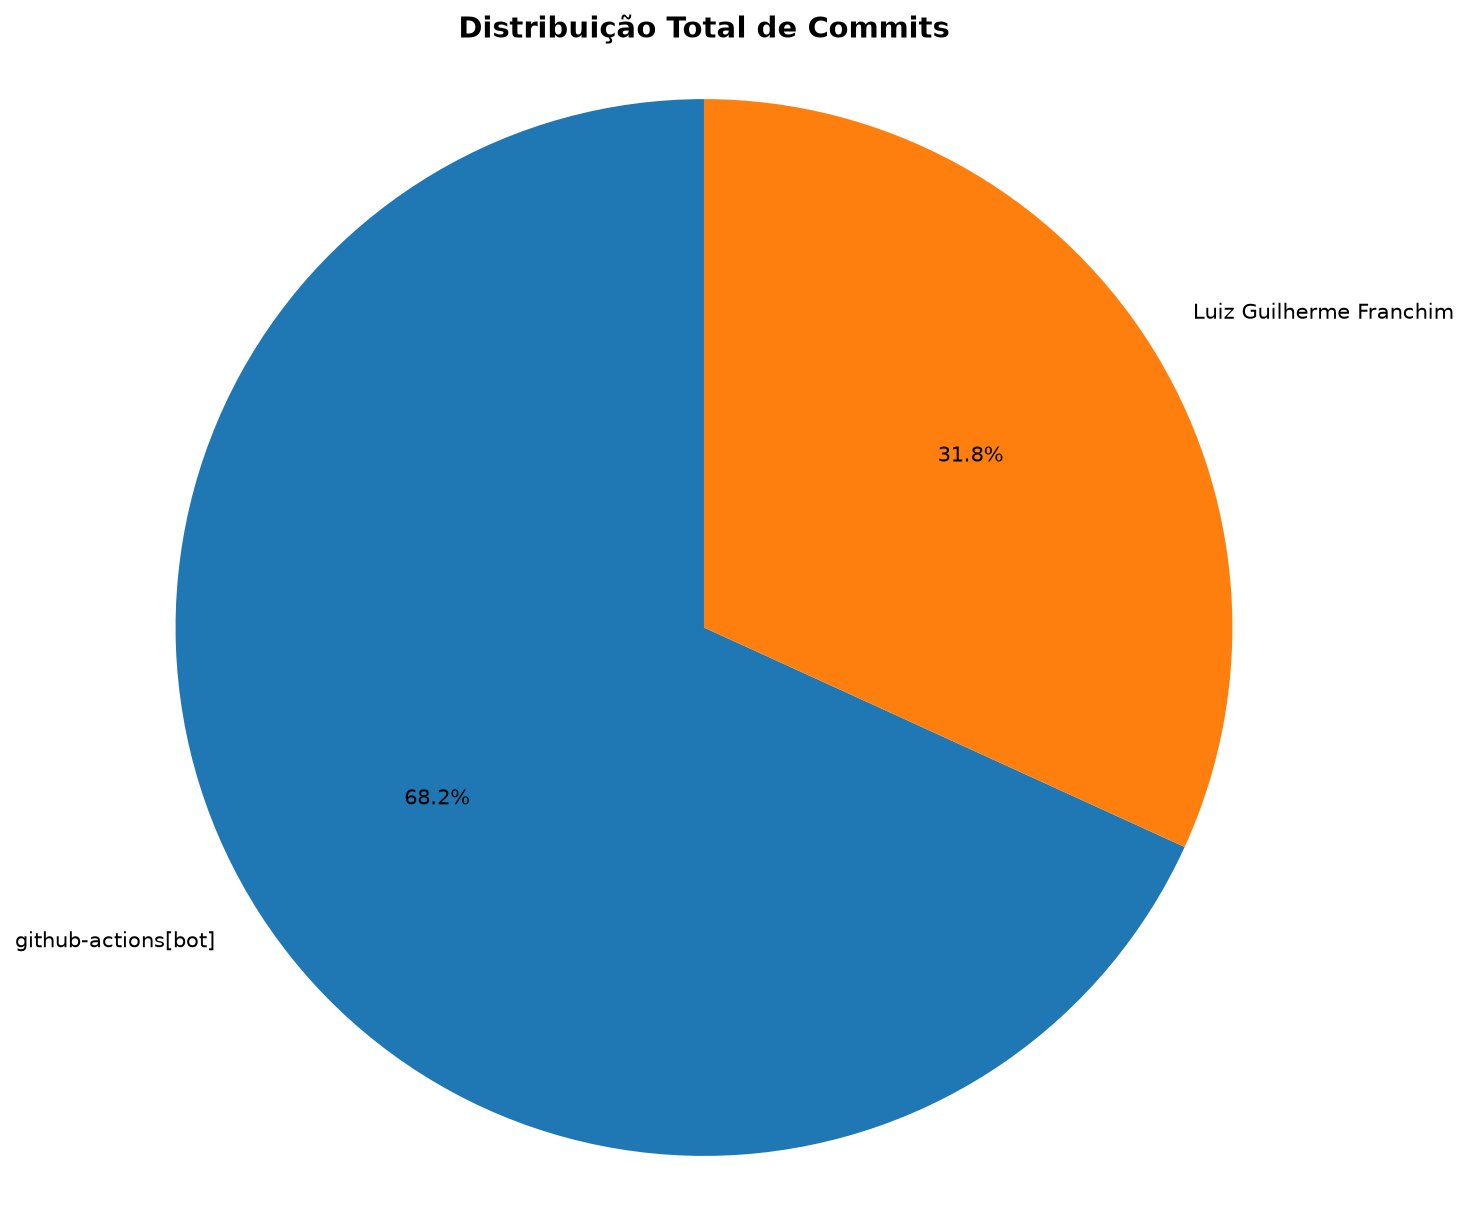 Distribuição Total de Commits
Luiz Guilherme Franchim
31.8%
68.2%
github-actions[bot]